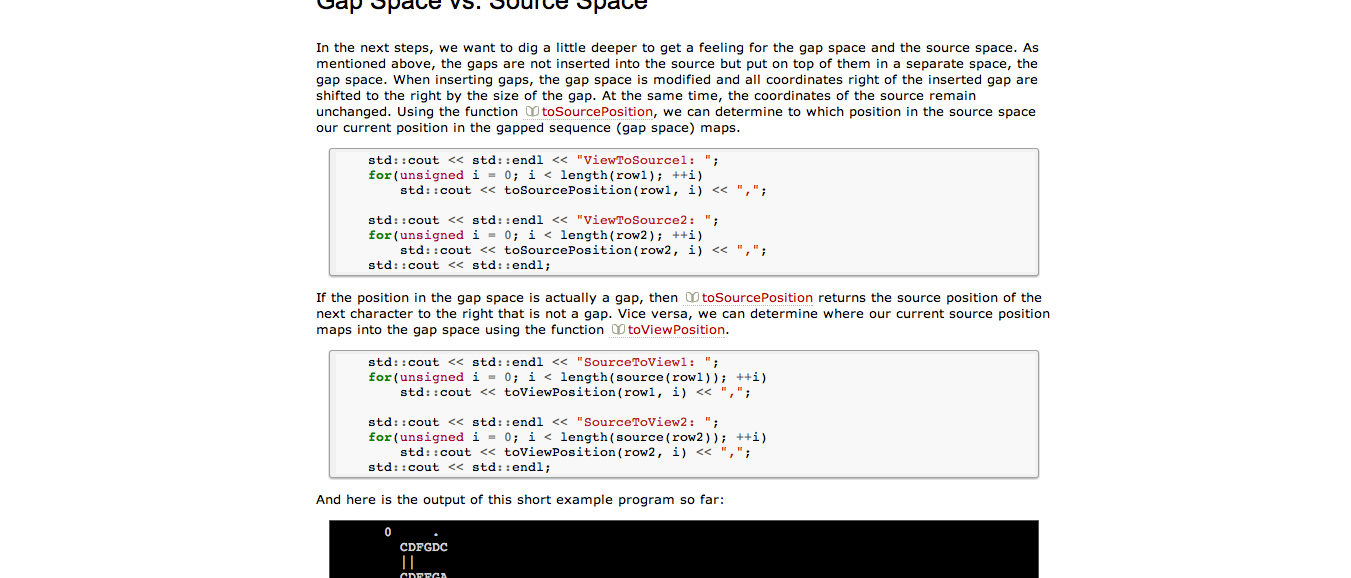 Gap Space vs. Source Space
In the next steps, we want to dig a little deeper to get a feeling for the gap space and the source space. As
mentioned above, the gaps are not inserted into the source but put on top of them in a separate space, the
gap space. When inserting gaps, the gap space is modified and all coordinates right of the inserted gap are
shifted to the right by the size of the gap. At the same time, the coordinates of the source remain
unchanged. Using the function toSourcePosition, we can determine to which position in the source space
our current position in the gapped sequence (gap space) maps.
std::cout << std::endl << "ViewToSource1: ";
for(unsigned i = 0; i < length(row1); ++i)
    std::cout << toSourcePosition(row1, i) << ",";
std::cout << std::endl << "ViewToSource2: ";
for(unsigned i = 0; i < length(row2); ++i)
    std::cout << toSourcePosition(row2, i) << ",";
std::cout << std::endl;
If the position in the gap space is actually a gap, then toSourcePosition returns the source position of the
next character to the right that is not a gap. Vice versa, we can determine where our current source position
maps into the gap space using the function toViewPosition.
std::cout << std::endl << "SourceToView1: ";
for(unsigned i = 0; i < length(source(row1)); ++i)
    std::cout << toViewPosition(row1, i) << ",";
std::cout << std::endl << "SourceToView2: ";
for(unsigned i = 0; i < length(source(row2)); ++i)
    std::cout << toViewPosition(row2, i) << ",";
std::cout << std::endl;
And here is the output of this short example program so far:
0     .
CDFGDC
||